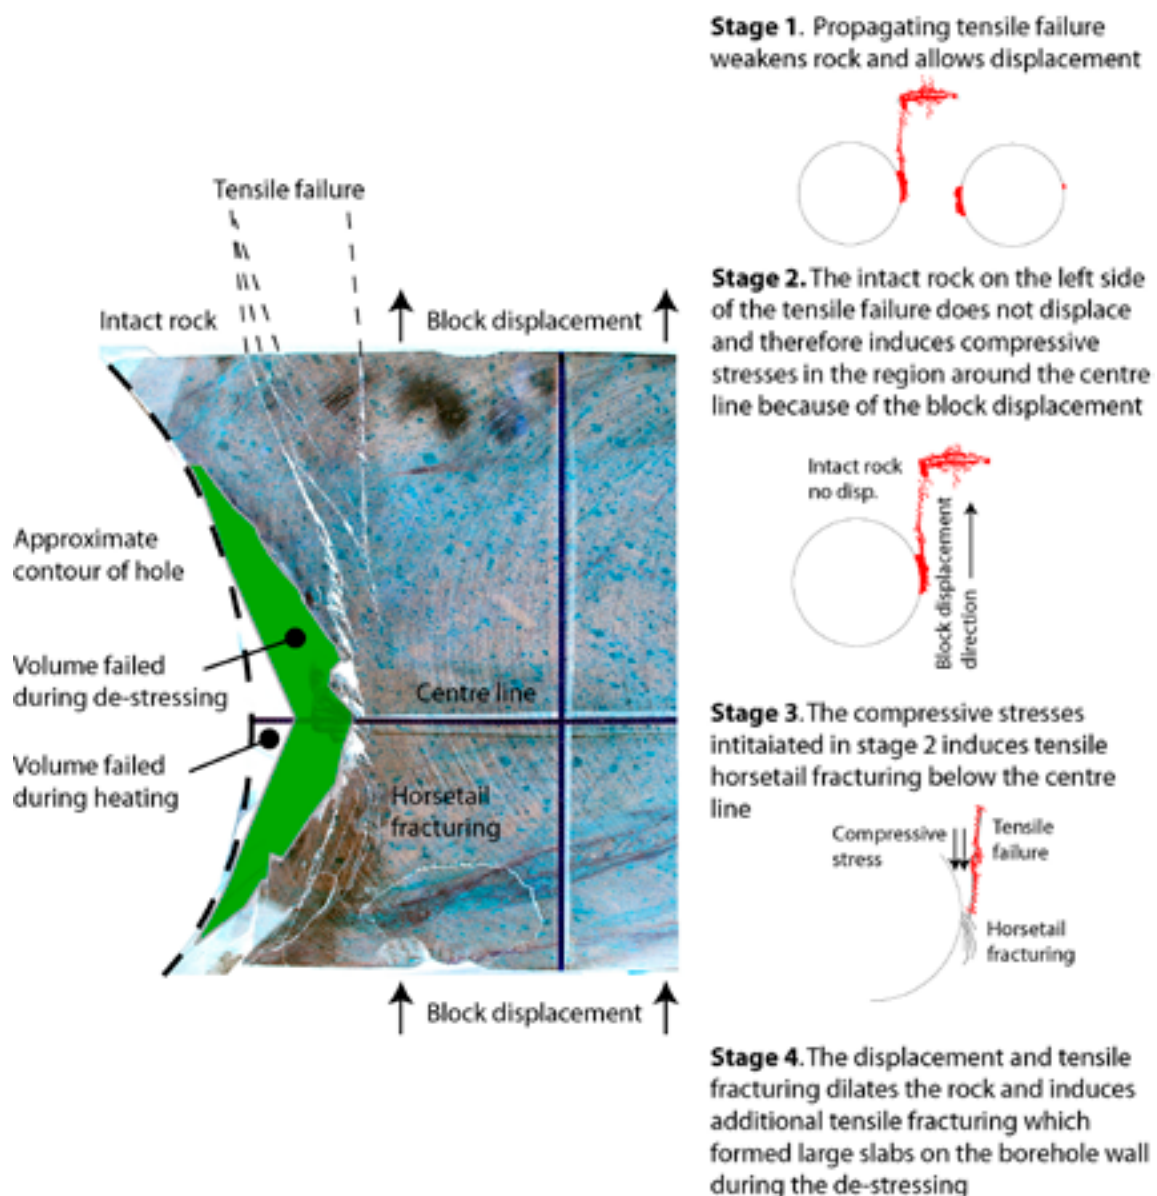 Tensile failure
Intact rock
Block displacement
Approximate
contour of hole
Volume failed
during de-stressing
Centre line
Volume failed
during heating
Horsetail
fracturing
Block displacement
Stage 1. Propagating tensile failure
weakens rock and allows displacement
Stage 2. The intact rock on the left side
of the tensile failure does not displace
and therefore induces compressive
stresses in the region around the centre
line because of the block displacement
Intact rock
no disp.
Block displacement
direction
Stage 3. The compressive stresses
intitaiated in stage 2 induces tensile
horsetail fracturing below the centre
line
Compressive
stress
Tensile
failure
Horsetail
fracturing
Stage 4. The displacement and tensile
fracturing dilates the rock and induces
additional tensile fracturing which
formed large slabs on the borehole wall
during the de-stressing